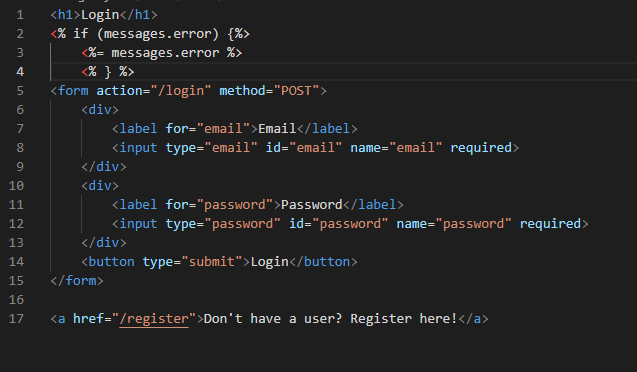 1 <h1>Login</h1>
2 <% if (messages.error) {%>
3     <%= messages.error %>
4     <% } %>
5 <form action="/login" method="POST">
6     <div>
7         <label for="email">Email</label>
8         <input type="email" id="email" name="email" required>
9     </div>
10     <div>
11         <label for="password">Password</label>
12         <input type="password" id="password" name="password" required>
13     </div>
14     <button type="submit">Login</button>
15 </form>
16
17 <a href="/register">Don't have a user? Register here!</a>